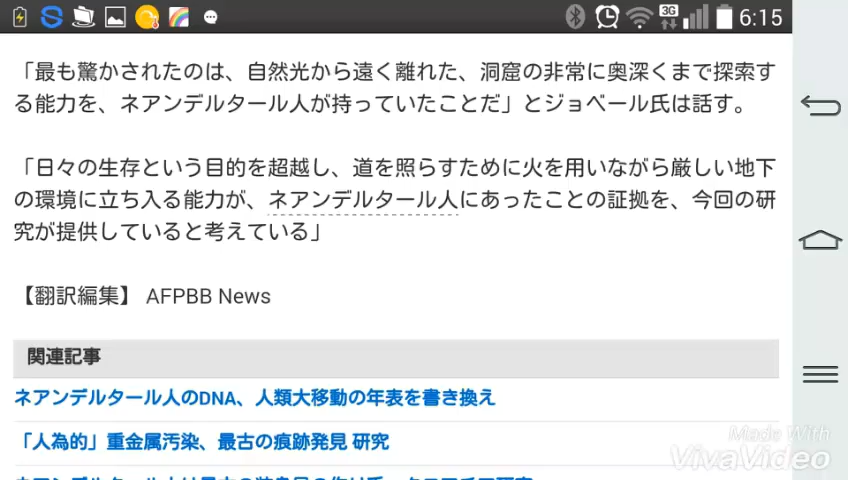 3G
6:15
「最も驚かされたのは、自然光から遠く離れた、洞窟の非常に奥深くまで探索す
る能力を、ネアンデルタール人が持っていたことだ」とジョベール氏は話す。
「日々の生存という目的を超越し、道を照らすために火を用いながら厳しい地下
の環境に立ち入る能力が、ネアンデルタール人にあったことの証拠を、今回の研
究が提供していると考えている」
【翻訳編集】 AFPBB News
関連記事
ネアンデルタール人のDNA、人類大移動の年表を書き換え
「人為的」重金属汚染、最古の痕跡発見 研究
Made With
VivaVideo